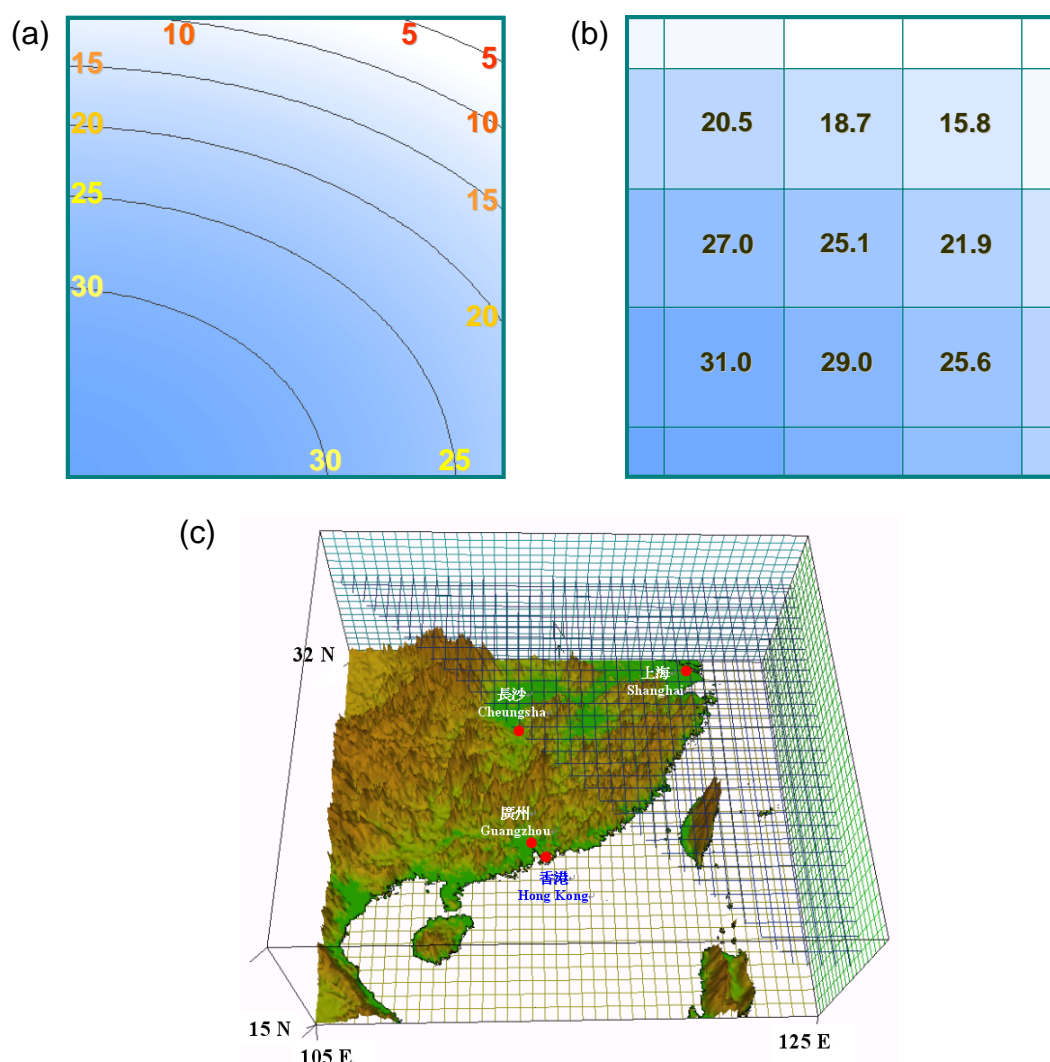 (a)
10
5
5
15
20
10
25
15
30
20
30
25
(b)
20.5 18.7 15.8
27.0 25.1 21.9
31.0 29.0 25.6
(c)
32 N
上海
Shanghai
長沙
Cheungsha
廣州
Guangzhou
香港
Hong Kong
15 N
105 E
125 E